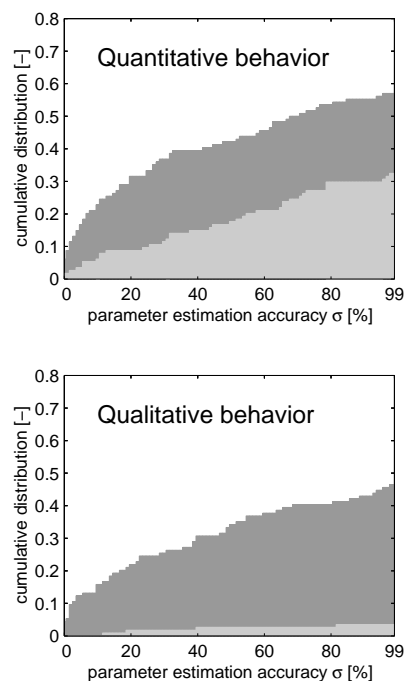 0.8
0.7
0.6
0.5
0.4
0.3
0.2
0.1
0
cumulative distribution [−]
Quantitative behavior
0 20 40 60 80 99
parameter estimation accuracy σ [%]
0.8
0.7
0.6
0.5
0.4
0.3
0.2
0.1
0
cumulative distribution [−]
Qualitative behavior
0 20 40 60 80 99
parameter estimation accuracy σ [%]